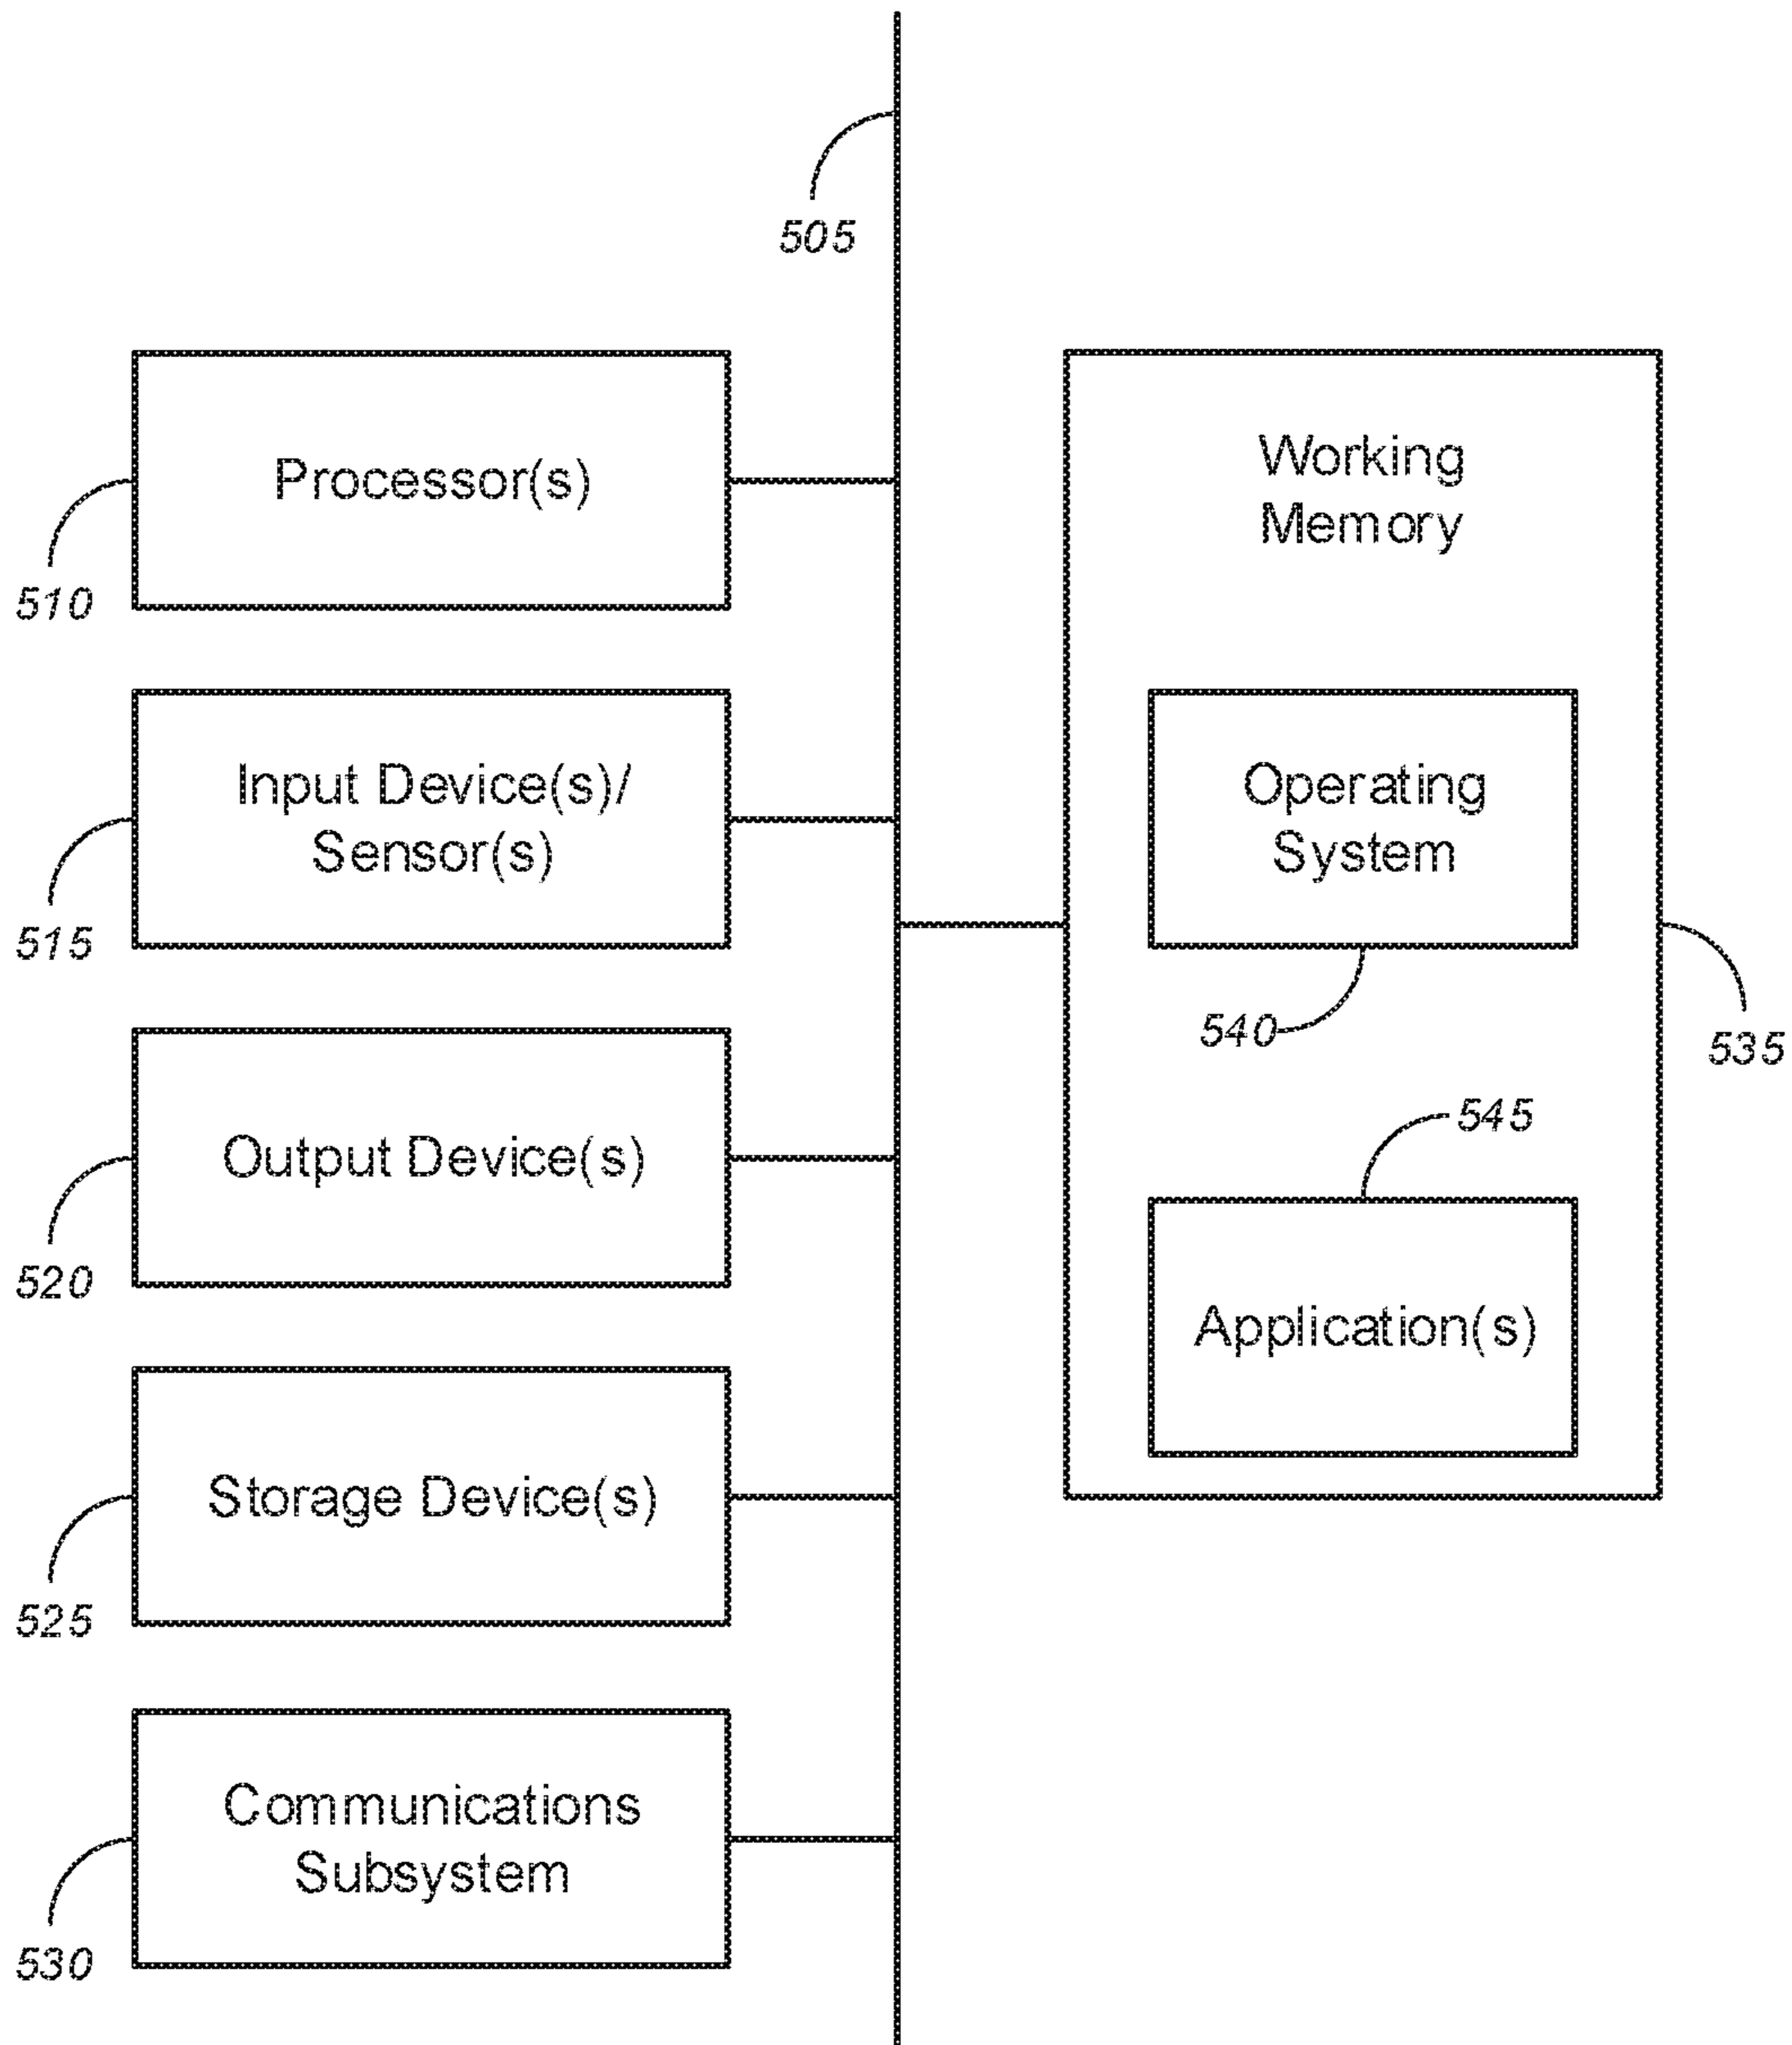 505
Processor(s)
510
Input Device(s)/
Sensor(s)
515
Output Device(s)
520
Storage Device(s)
525
Communications
Subsystem
530
Working
Memory
Operating
System
540
535
545
Application(s)